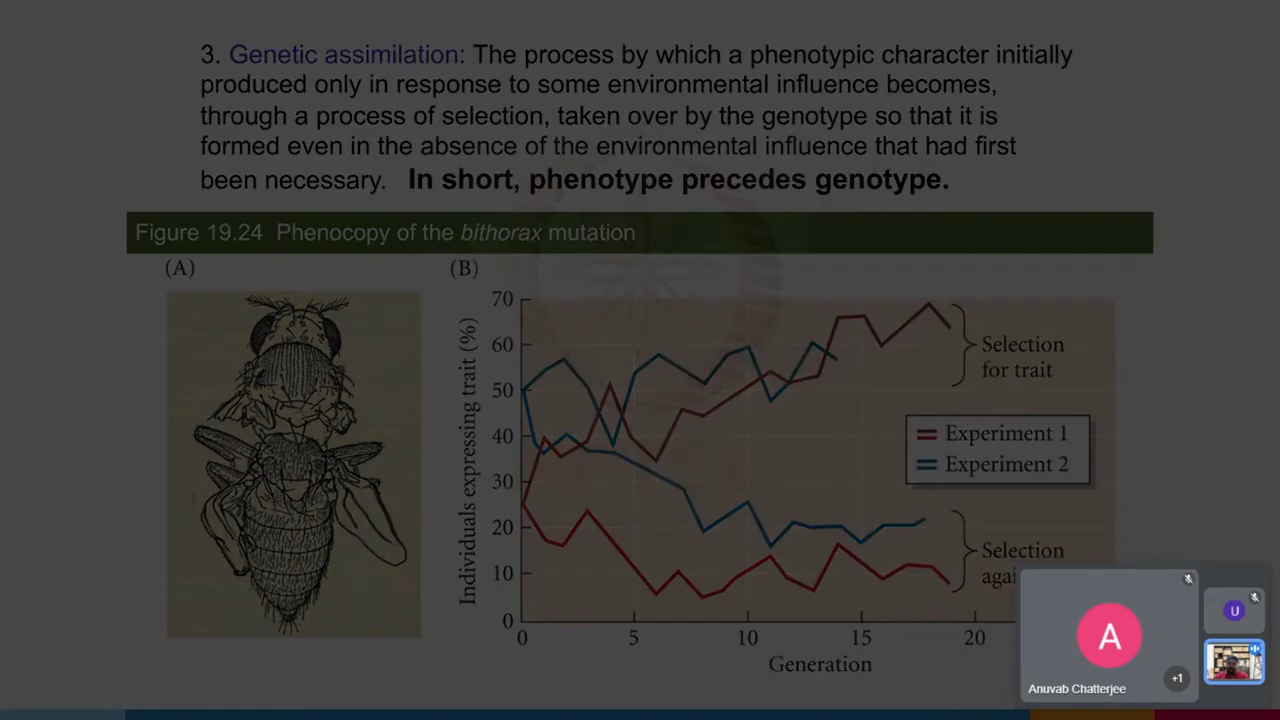 3. Genetic assimilation: The process by which a phenotypic character initially
produced only in response to some environmental influence becomes,
through a process of selection, taken over by the genotype so that it is
formed even in the absence of the environmental influence that had first
been necessary. In short, phenotype precedes genotype.
Figure 19.24 Phenocopy of the bithorax mutation
(A)
(B)
Individuals expressing trait (%)
70
60
50
40
30
20
10
0
Selection
for trait
Experiment 1
Experiment 2
Selection
0 5 10 15 20
Generation
A
U
+1
Anuvab Chatterjee